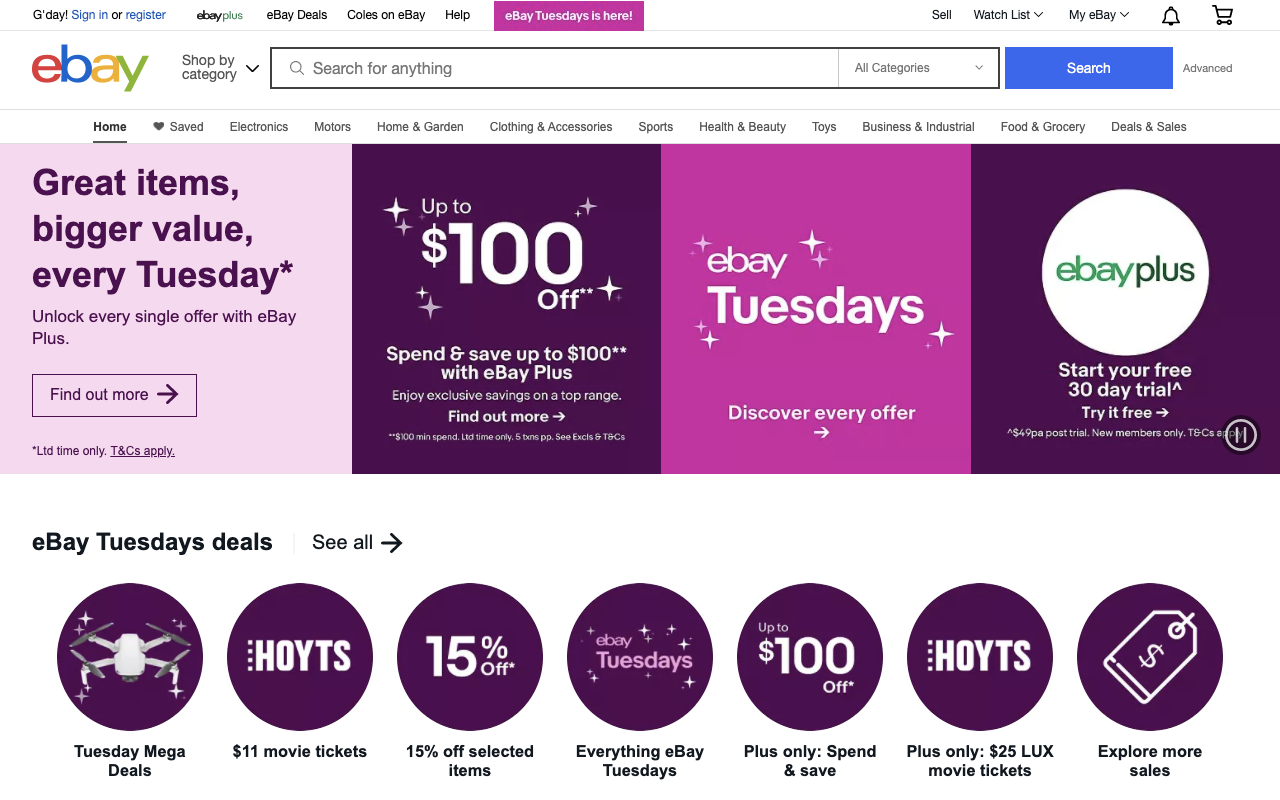 G'day! Sign in or register
ebayplus
eBay Deals
Coles on eBay
Help
eBay Tuesdays is here!
Sell
Watch List
My eBay
ebay
Shop by
category
Search for anything
All Categories
Search
Advanced
Home
Saved
Electronics
Motors
Home & Garden
Clothing & Accessories
Sports
Health & Beauty
Toys
Business & Industrial
Food & Grocery
Deals & Sales
Great items,
bigger value,
every Tuesday*
Unlock every single offer with eBay
Plus.
Find out more
*Ltd time only. T&Cs apply.
Up to
$100
Off**
Spend & save up to $100**
with eBay Plus
Enjoy exclusive savings on a top range.
Find out more →
**$100 min spend. Ltd time only. 5 txns pp. See Excls & T&Cs
ebay
Tuesdays
Discover every offer
→
ebayplus
Start your free
30 day trial^
Try it free →
^$49pa post trial. New members only. T&Cs apply
eBay Tuesdays deals
See all
HOYTS
15% Off*
ebay
Tuesdays
Up to
$100
Off*
HOYTS
Tuesday Mega
Deals
$11 movie tickets
15% off selected
items
Everything eBay
Tuesdays
Plus only: Spend
& save
Plus only: $25 LUX
movie tickets
Explore more
sales